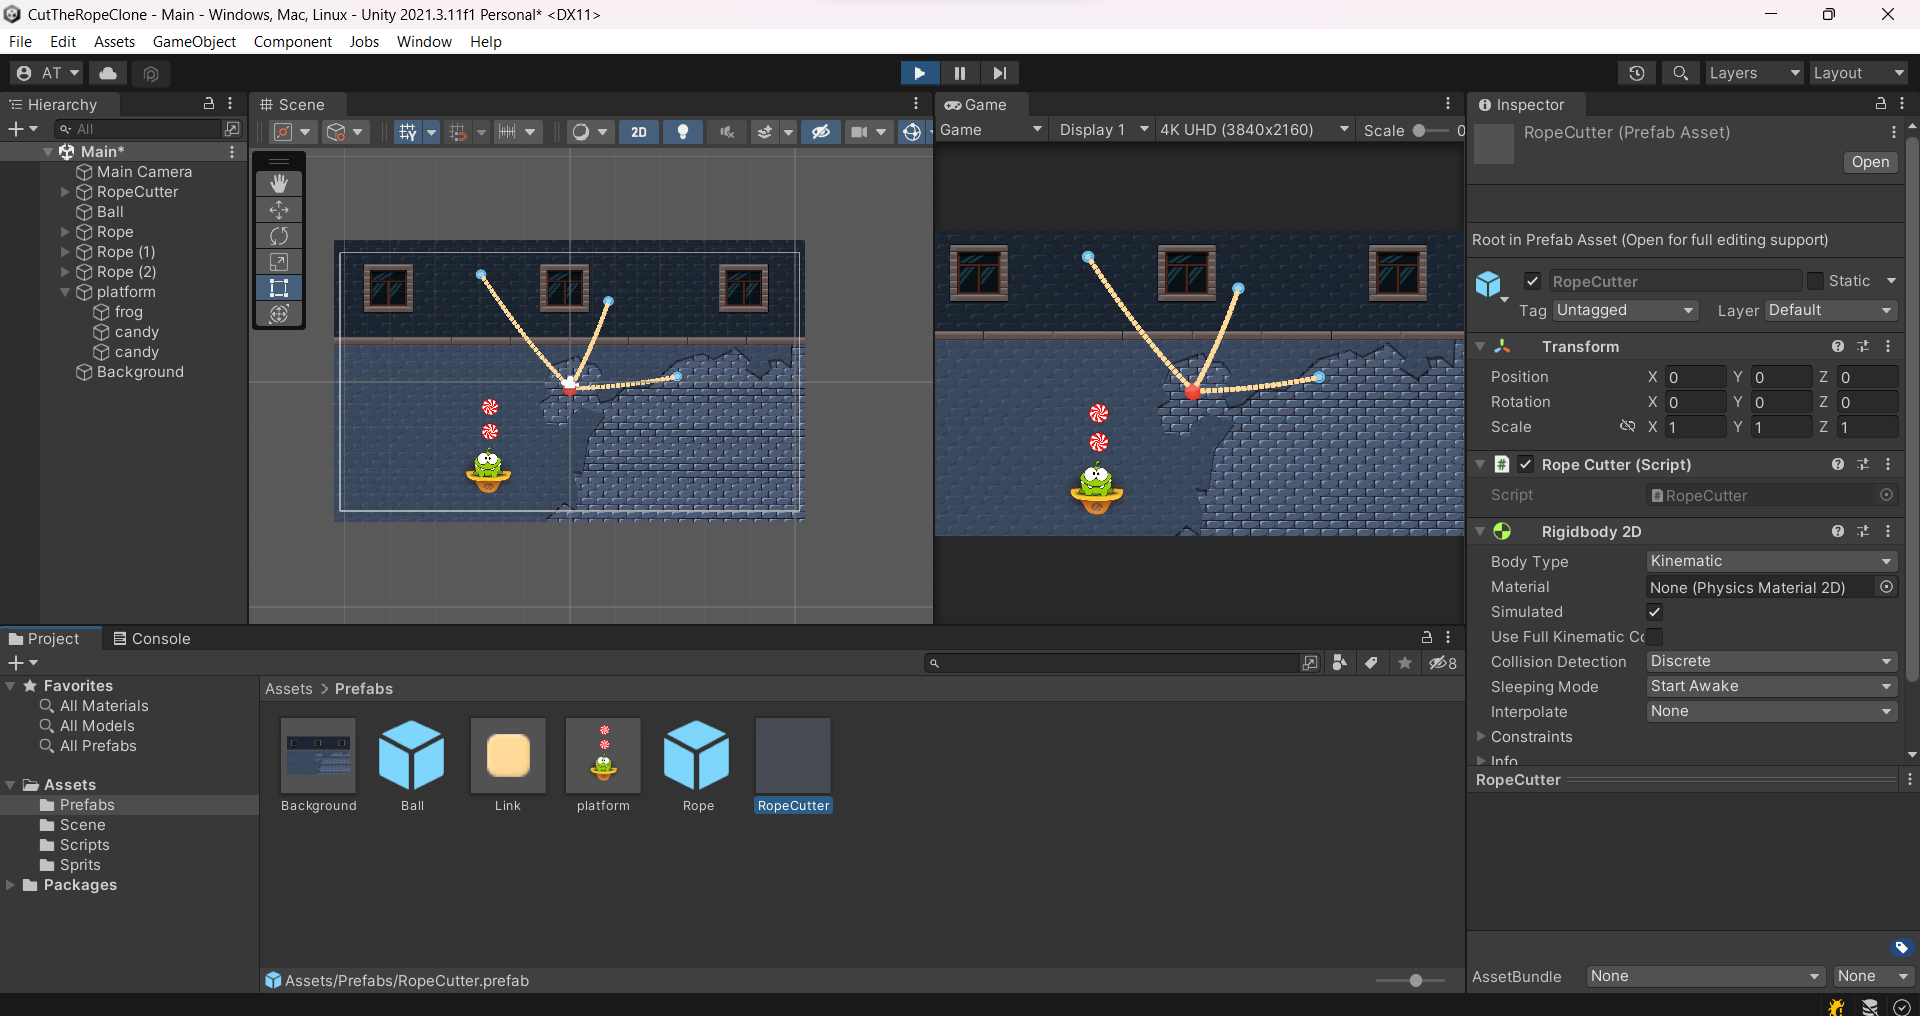 CutTheRopeClone - Main - Windows, Mac, Linux - Unity 2021.3.11f1 Personal* <DX11>
File Edit Assets GameObject Component Jobs Window Help
AT Layers Layout
Hierarchy
All
Main*
Main Camera
RopeCutter
Ball
Rope
Rope (1)
Rope (2)
platform
frog
candy
candy
Background
Scene
2D
Game
Game Display 1 4K UHD (3840x2160) Scale 0
Inspector
RopeCutter (Prefab Asset)
Open
Root in Prefab Asset (Open for full editing support)
RopeCutter Static
Tag Untagged Layer Default
Transform
Position X 0 Y 0 Z 0
Rotation X 0 Y 0 Z 0
Scale X 1 Y 1 Z 1
Rope Cutter (Script)
Script RopeCutter
Rigidbody 2D
Body Type Kinematic
Material None (Physics Material 2D)
Simulated
Use Full Kinematic Co
Collision Detection Discrete
Sleeping Mode Start Awake
Interpolate None
Constraints
Info
RopeCutter
AssetBundle None None
Project Console
8
Favorites
All Materials
All Models
All Prefabs
Assets
Prefabs
Scene
Scripts
Sprits
Packages
Assets > Prefabs
Background Ball Link platform Rope RopeCutter
Assets/Prefabs/RopeCutter.prefab